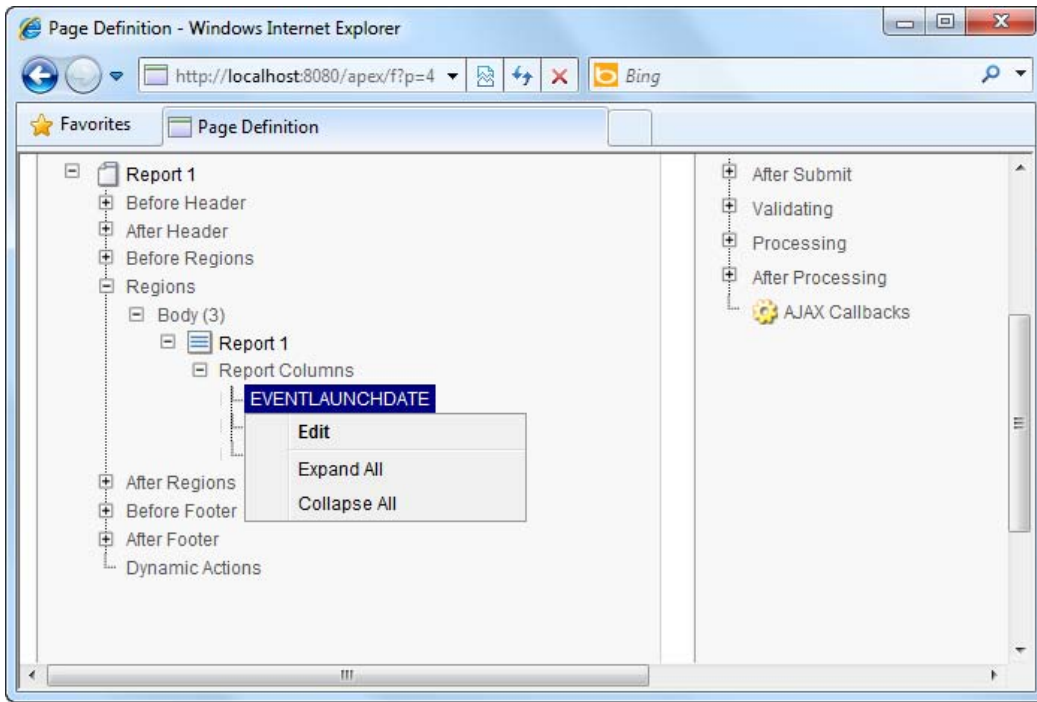 Page Definition - Windows Internet Explorer
http://localhost:8080/apex/f?p=4
Bing
Favorites
Page Definition
Report 1
Before Header
After Header
Before Regions
Regions
Body (3)
Report 1
Report Columns
EVENTLAUNCHDATE
Edit
Expand All
Collapse All
After Regions
Before Footer
After Footer
Dynamic Actions
After Submit
Validating
Processing
After Processing
AJAX Callbacks